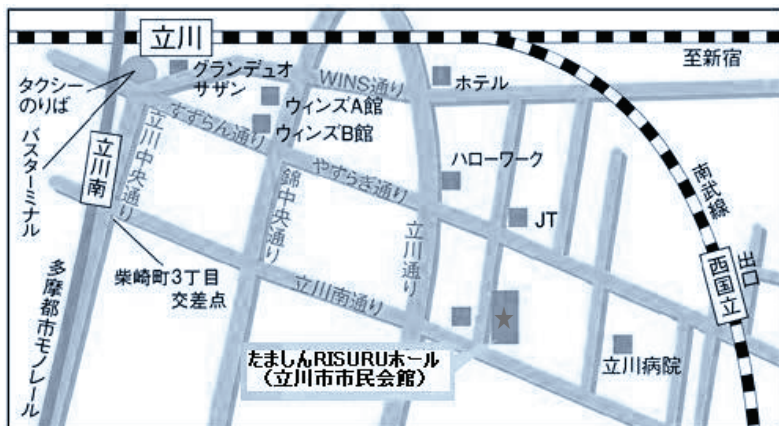 立川
至新宿
タクシー
のりば
グランデュオ
サザン
WINS通り
ホテル
ウィンズA館
ウィンズB館
すずらん通り
バスターミナル
立川南
立川中央通り
やすらぎ通り
ハローワーク
南武線
錦中央通り
立川通り
JT
出口
西国立
柴崎町3丁目
交差点
立川南通り
多摩都市モノレール
たましんRISURUホール
（立川市市民会館）
立川病院